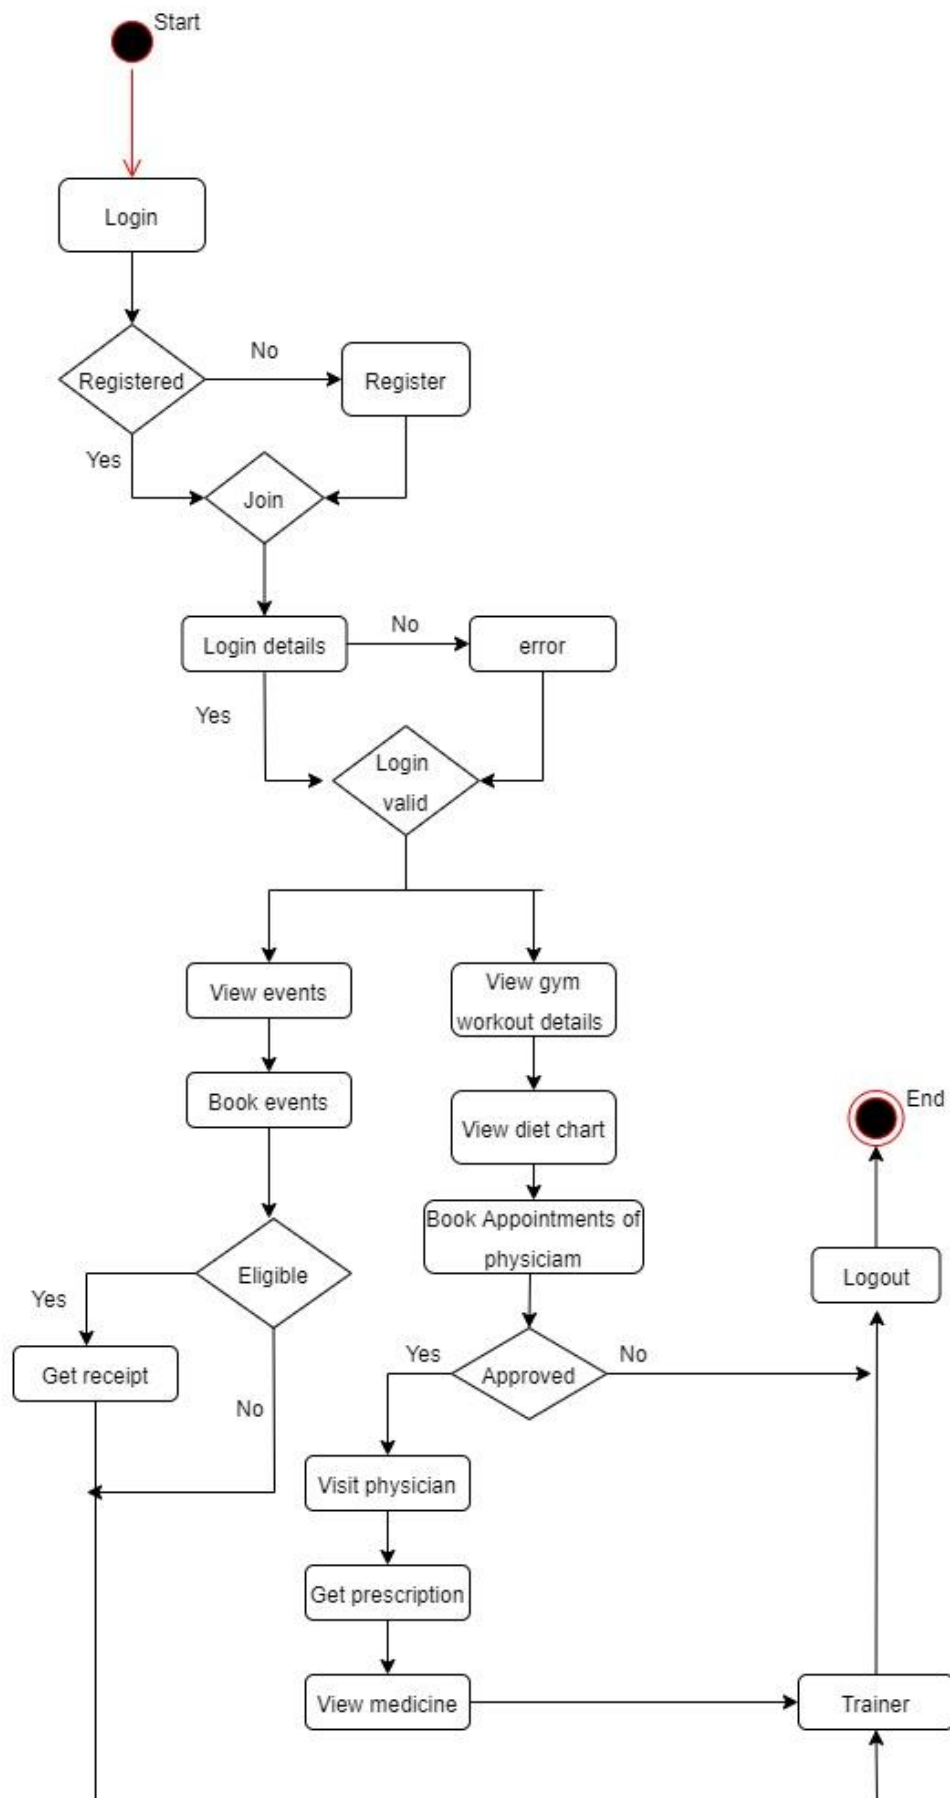 Start
Login
Registered
No
Register
Yes
Join
Login details
No
error
Yes
Login
valid
View events
View gym
workout details
Book events
View diet chart
End
Book Appointments of
physiciam
Eligible
Logout
Yes
Get receipt
Yes
Approved
No
No
Visit physician
Get prescription
View medicine
Trainer